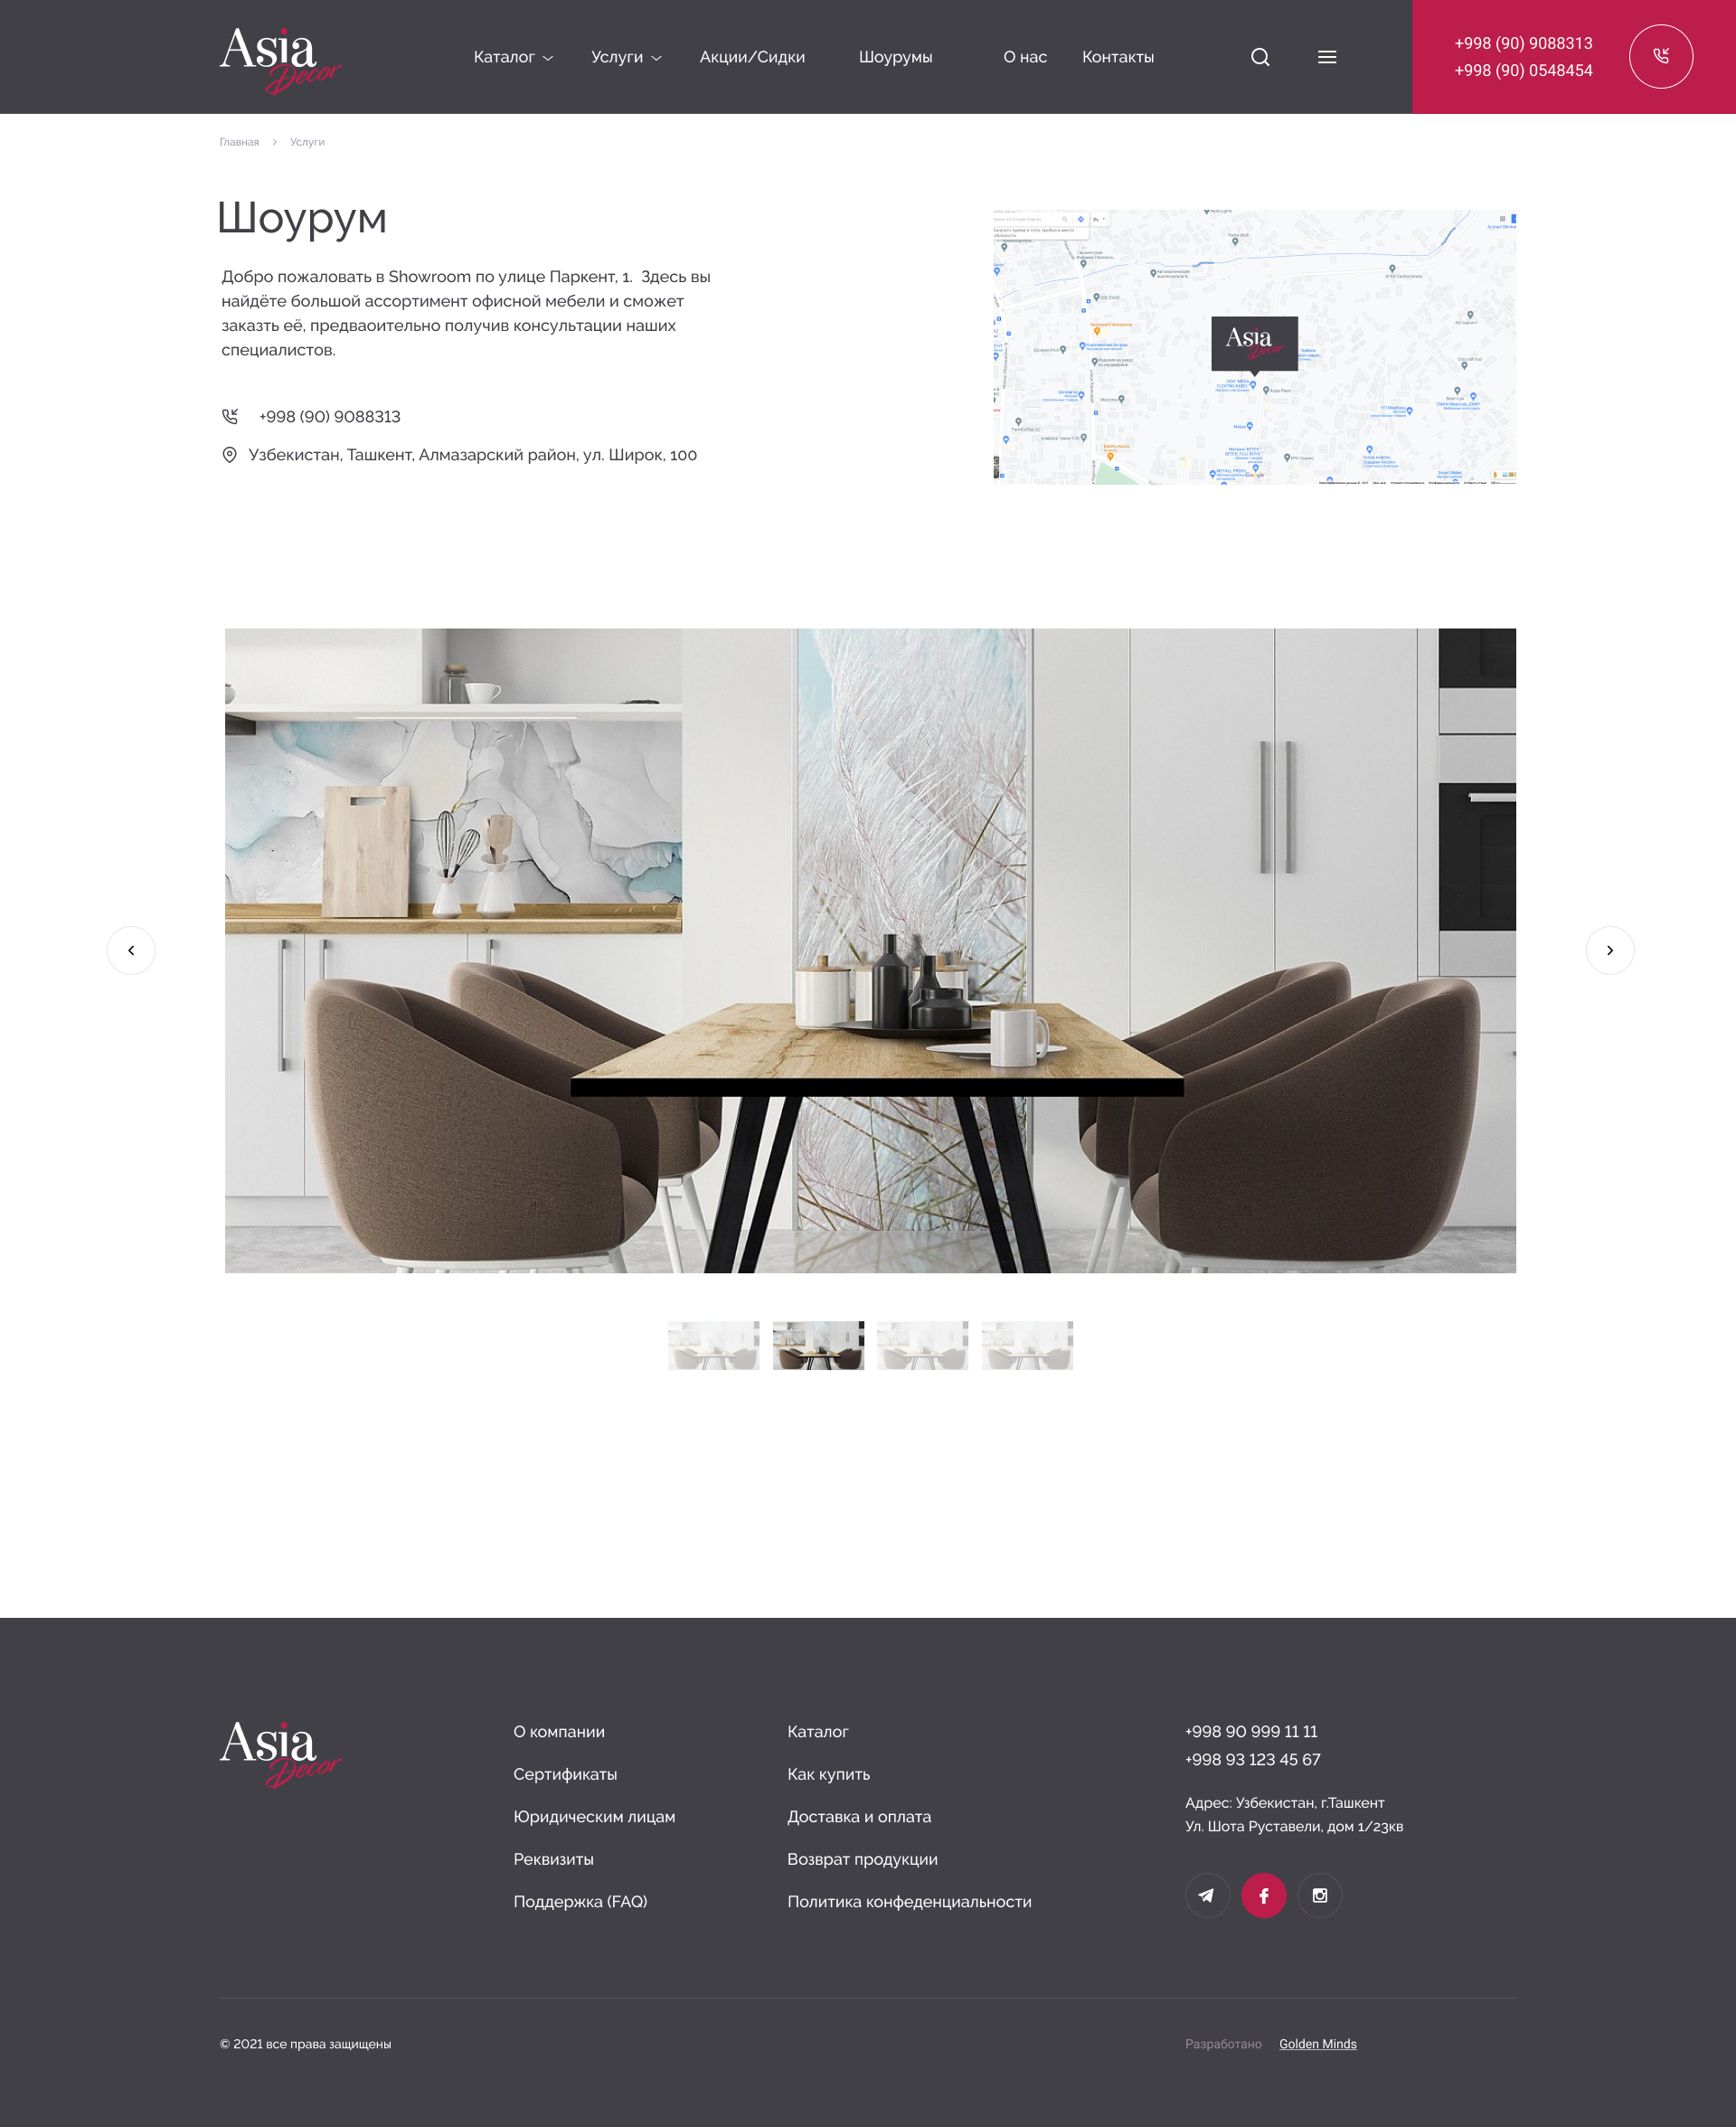 Asia
Decor
Каталог
Услуги
Акции/Сидки
Шоурумы
О нас
Контакты
+998 (90) 9088313
+998 (90) 0548454
Главная
Услуги
Шоурум
Добро пожаловать в Showroom по улице Паркент, 1. Здесь вы
найдёте большой ассортимент офисной мебели и сможет
заказть её, предваоительно получив консультации наших
специалистов.
+998 (90) 9088313
Узбекистан, Ташкент, Алмазарский район, ул. Широк, 100
Asia
Decor
Asia
Decor
О компании
Сертификаты
Юридическим лицам
Реквизиты
Поддержка (FAQ)
Каталог
Как купить
Доставка и оплата
Возврат продукции
Политика конфеденциальности
+998 90 999 11 11
+998 93 123 45 67
Адрес: Узбекистан, г.Ташкент
Ул. Шота Руставели, дом 1/23кв
© 2021 все права защищены
Разработано
Golden Minds